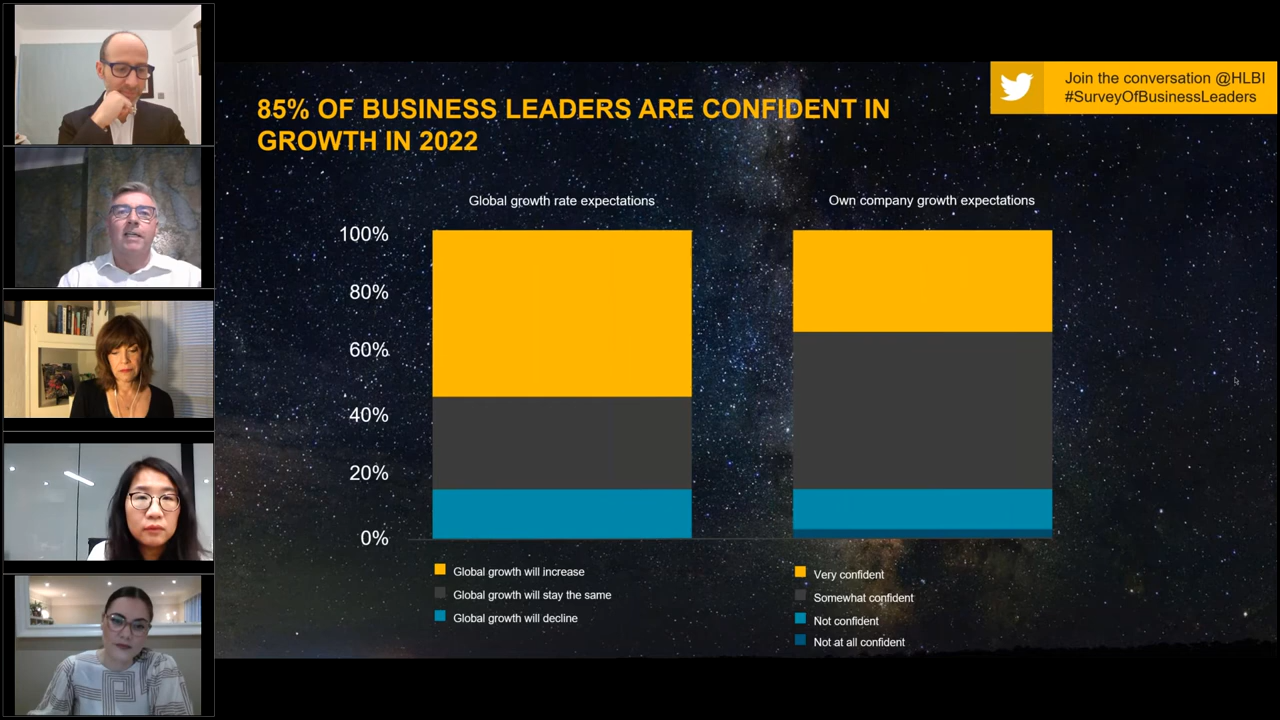 85% OF BUSINESS LEADERS ARE CONFIDENT IN
GROWTH IN 2022
Join the conversation @HLBI
#SurveyOfBusinessLeaders
Global growth rate expectations
100%
80%
60%
40%
20%
0%
Global growth will increase
Global growth will stay the same
Global growth will decline
Own company growth expectations
Very confident
Somewhat confident
Not confident
Not at all confident